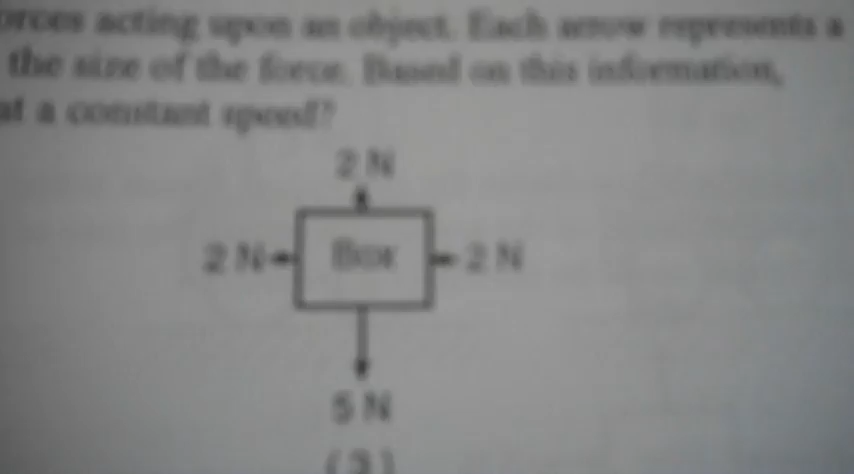 orces acting upon an object. Each arrow represents a
the size of the force. Based on this information,
at a constant speed?
2 N
2 N Box 2 N
5 N
(3)